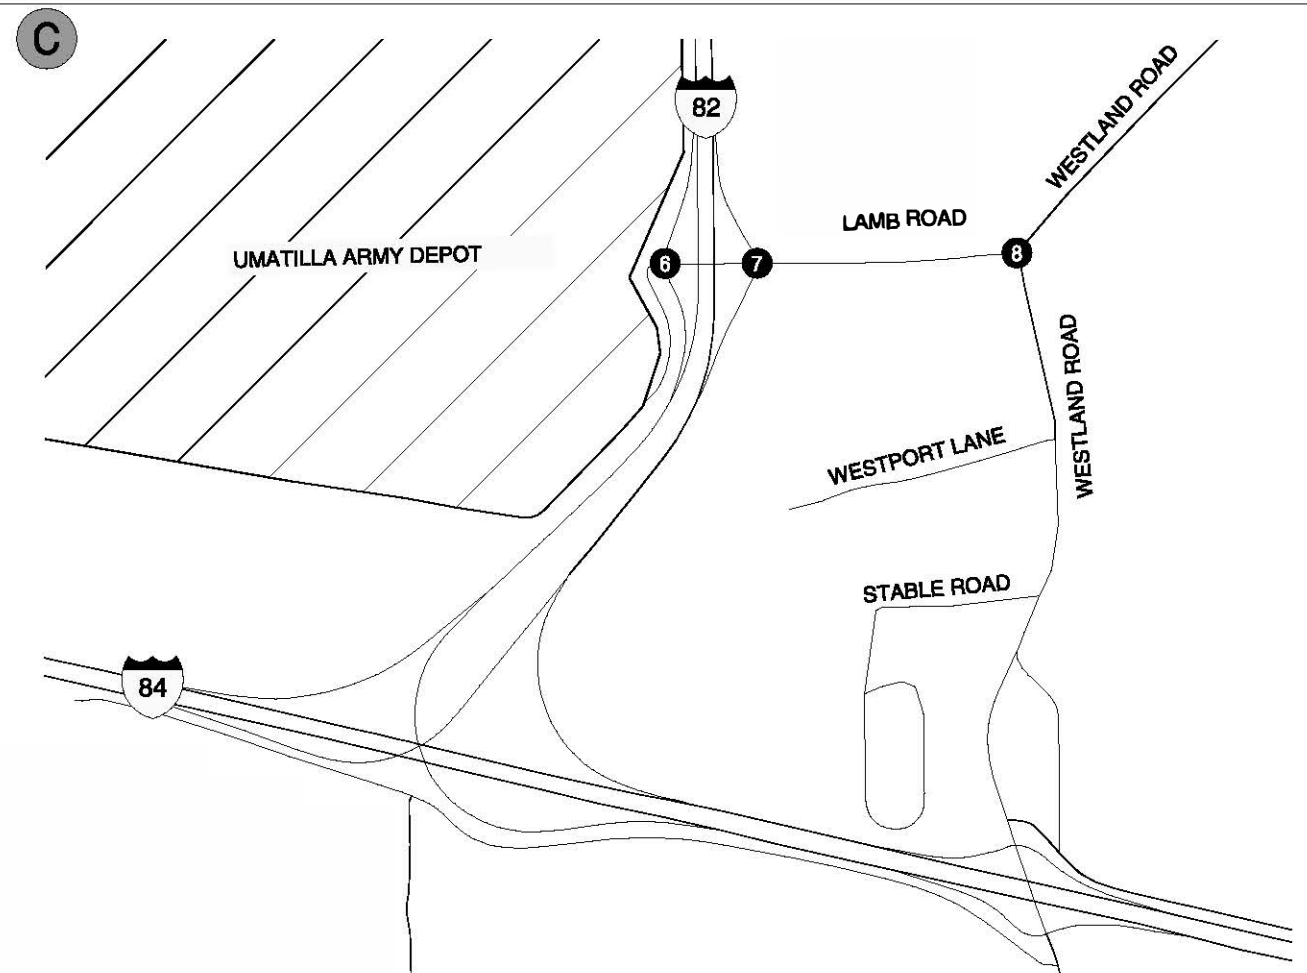 C
82
WESTLAND ROAD
LAMB ROAD
UMATILLA ARMY DEPOT
6
7
8
WESTLAND ROAD
WESTPORT LANE
STABLE ROAD
84